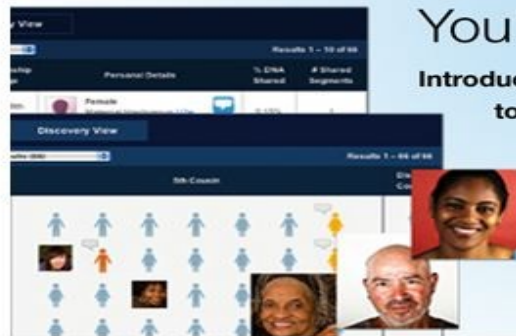 y View
You
Results 1 – 10 of 66
Introduc
Personal Details
% DNA
Shared
# Shared
Segments
to
Female
Discovery View
Results 1 – 66 of 66
5th Cousin